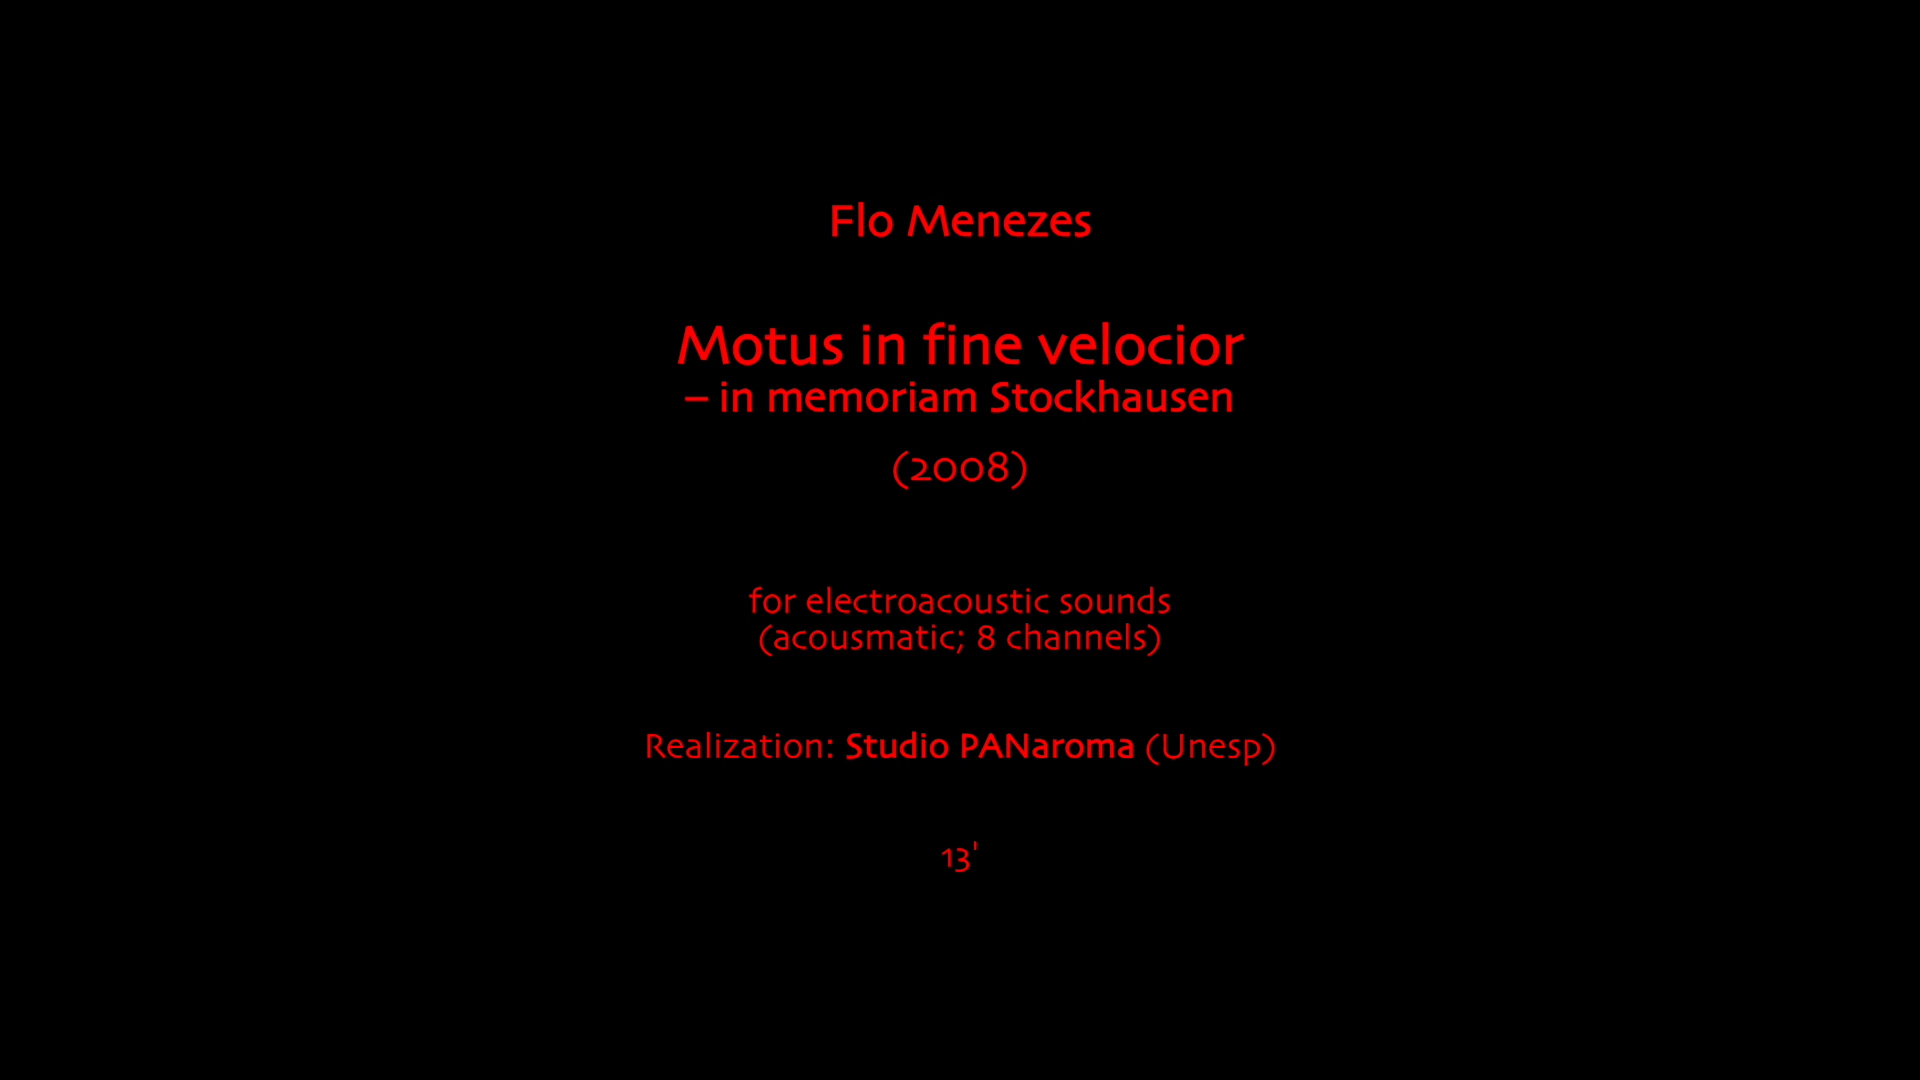 Flo Menezes
Motus in fine velocior
– in memoriam Stockhausen
(2008)
for electroacoustic sounds
(acousmatic; 8 channels)
Realization: Studio PANaroma (Unesp)
13'